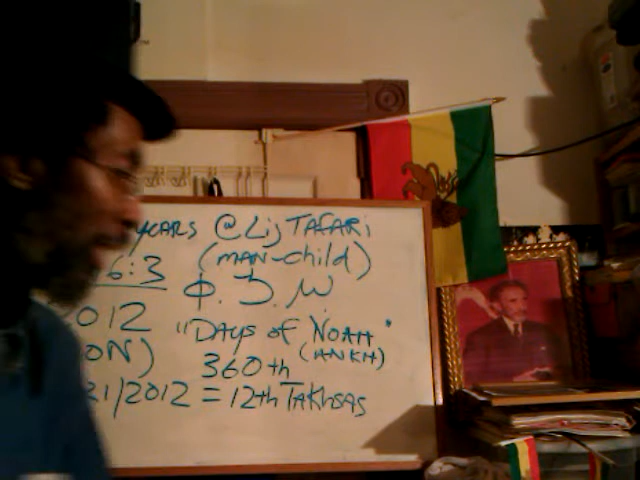 YEARS @ Lij TAFARi
6:3 (MAN-Child)
012 "DAYS of NOAH"
ON) 360th (ANKH)
21/2012 = 12th TAKhSAS